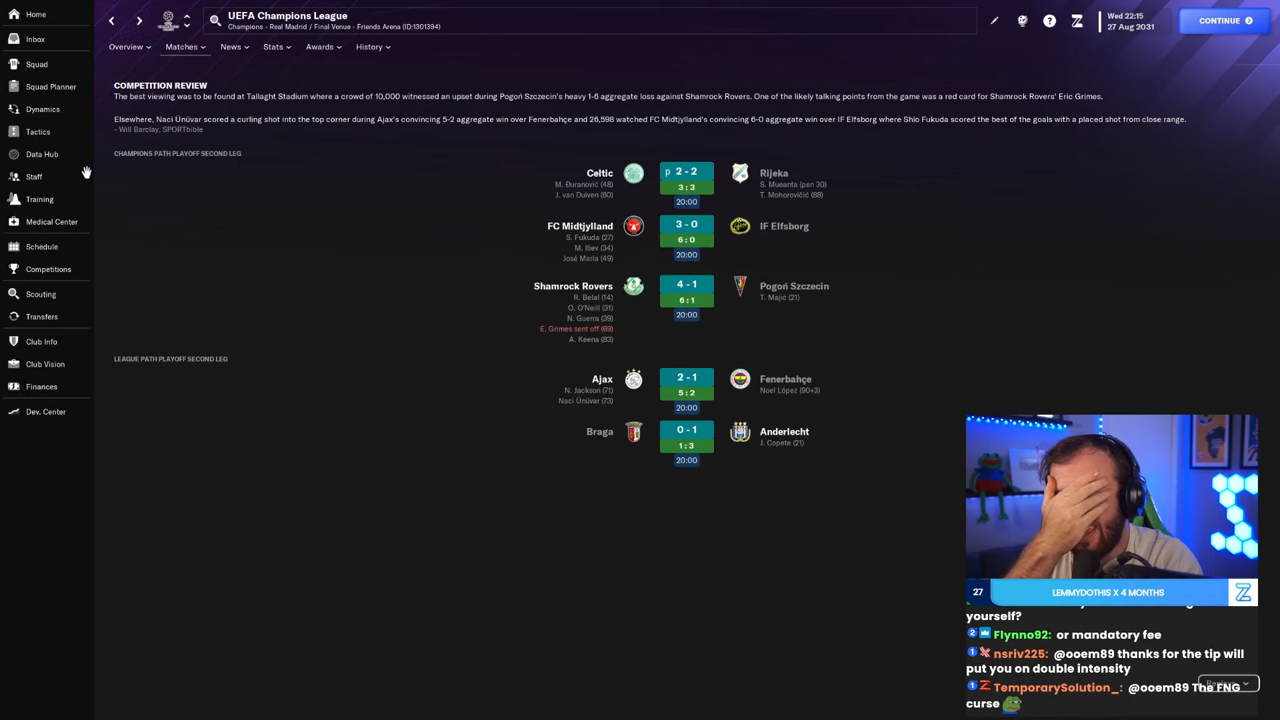 Home
Inbox
Squad
Squad Planner
Dynamics
Tactics
Data Hub
Staff
Training
Medical Center
Schedule
Competitions
Scouting
Transfers
Club Info
Club Vision
Finances
Dev. Center
UEFA Champions League
Champions - Real Madrid / Final Venue - Friends Arena (ID:1301394)
Wed 22:15
27 Aug 2031
CONTINUE
Overview
Matches
News
Stats
Awards
History
COMPETITION REVIEW
The best viewing was to be found at Tallaght Stadium where a crowd of 10,000 witnessed an upset during Pogoń Szczecin's heavy 1-6 aggregate loss against Shamrock Rovers. One of the likely talking points from the game was a red card for Shamrock Rovers' Eric Grimes.
Elsewhere, Naci Ünüvar scored a curling shot into the top corner during Ajax's convincing 5-2 aggregate win over Fenerbahçe and 26,598 watched FC Midtjylland's convincing 6-0 aggregate win over IF Elfsborg where Shio Fukuda scored the best of the goals with a placed shot from close range.
- Will Barclay, SPORTbible
CHAMPIONS PATH PLAYOFF SECOND LEG
Celtic p 2 - 2 Rijeka
M. Đuranović (48) 3 : 3 S. Mueanta (pen 30)
J. van Duiven (80) T. Mohorovičić (88)
20:00
FC Midtjylland 3 - 0 IF Elfsborg
S. Fukuda (27) 6 : 0
M. Iliev (34) 20:00
José María (49)
Shamrock Rovers 4 - 1 Pogoń Szczecin
R. Belal (14) 6 : 1 T. Majić (21)
O. O'Neill (31) 20:00
N. Guerra (39)
E. Grimes sent off (69)
A. Keena (83)
LEAGUE PATH PLAYOFF SECOND LEG
Ajax 2 - 1 Fenerbahçe
N. Jackson (71) 5 : 2 Noel López (90+3)
Naci Ünüvar (73) 20:00
Braga 0 - 1 Anderlecht
1 : 3 J. Copete (21)
20:00
27 LEMMYDOTHIS X 4 MONTHS
yourself?
2 Flynno92: or mandatory fee
1 nsriv225: @ooem89 thanks for the tip will
put you on double intensity
1 TemporarySolution_: @ooem89 The FNG
curse